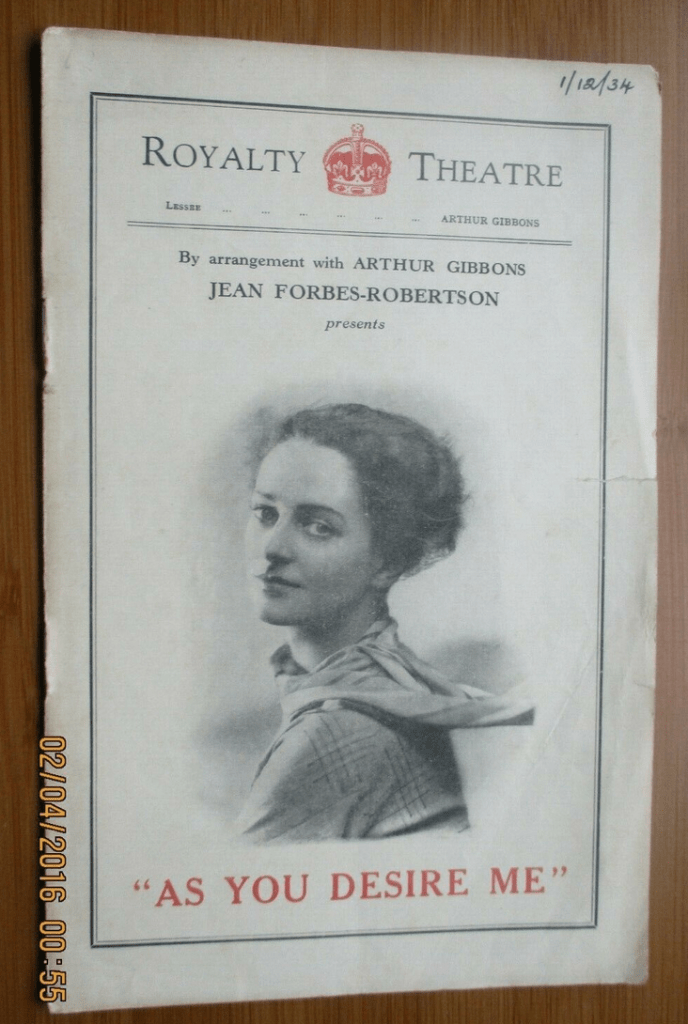 1/12/34
ROYALTY THEATRE
LESSEE ... ... ... ... ... ... ARTHUR GIBBONS
By arrangement with ARTHUR GIBBONS
JEAN FORBES-ROBERTSON
presents
"AS YOU DESIRE ME"
02/04/2016 00:55